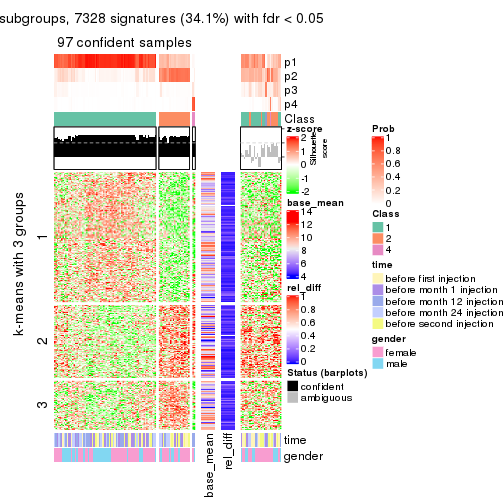 subgroups, 7328 signatures (34.1%) with fdr < 0.05
97 confident samples
p1
p2
p3
p4
Class
k-means with 3 groups
1
2
3
time
gender
base_mean
rel_diff
Silhouette
score
z-score
2
1
0
-1
-2
base_mean
14
12
10
8
6
4
rel_diff
1
0.8
0.6
0.4
0.2
0
Status (barplots)
confident
ambiguous
Prob
1
0.8
0.6
0.4
0.2
0
Class
1
2
4
time
before first injection
before month 1 injection
before month 12 injection
before month 24 injection
before second injection
gender
female
male